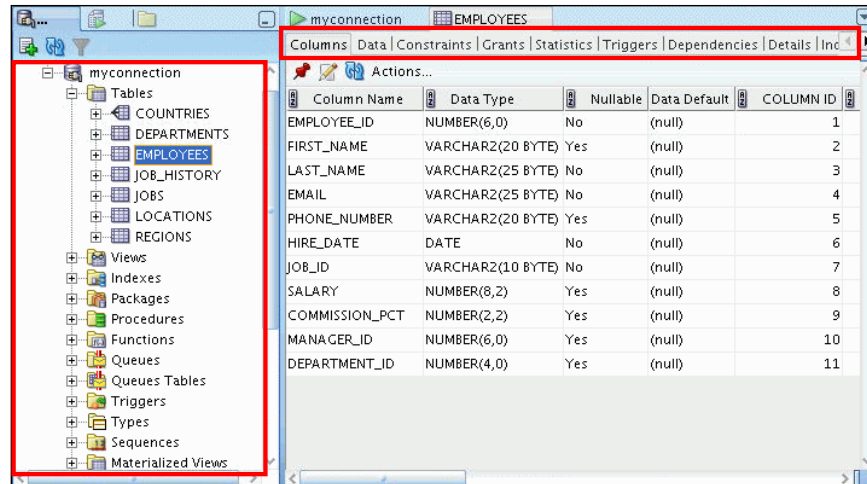 myconnection
Tables
COUNTRIES
DEPARTMENTS
EMPLOYEES
JOB_HISTORY
JOBS
LOCATIONS
REGIONS
Views
Indexes
Packages
Procedures
Functions
Queues
Queues Tables
Triggers
Types
Sequences
Materialized Views
myconnection EMPLOYEES
Columns Data | Constraints | Grants | Statistics | Triggers | Dependencies | Details | Ind
Actions...
Column Name Data Type Nullable Data Default COLUMN ID
EMPLOYEE_ID NUMBER(6,0) No (null) 1
FIRST_NAME VARCHAR2(20 BYTE) Yes (null) 2
LAST_NAME VARCHAR2(25 BYTE) No (null) 3
EMAIL VARCHAR2(25 BYTE) No (null) 4
PHONE_NUMBER VARCHAR2(20 BYTE) Yes (null) 5
HIRE_DATE DATE No (null) 6
JOB_ID VARCHAR2(10 BYTE) No (null) 7
SALARY NUMBER(8,2) Yes (null) 8
COMMISSION_PCT NUMBER(2,2) Yes (null) 9
MANAGER_ID NUMBER(6,0) Yes (null) 10
DEPARTMENT_ID NUMBER(4,0) Yes (null) 11